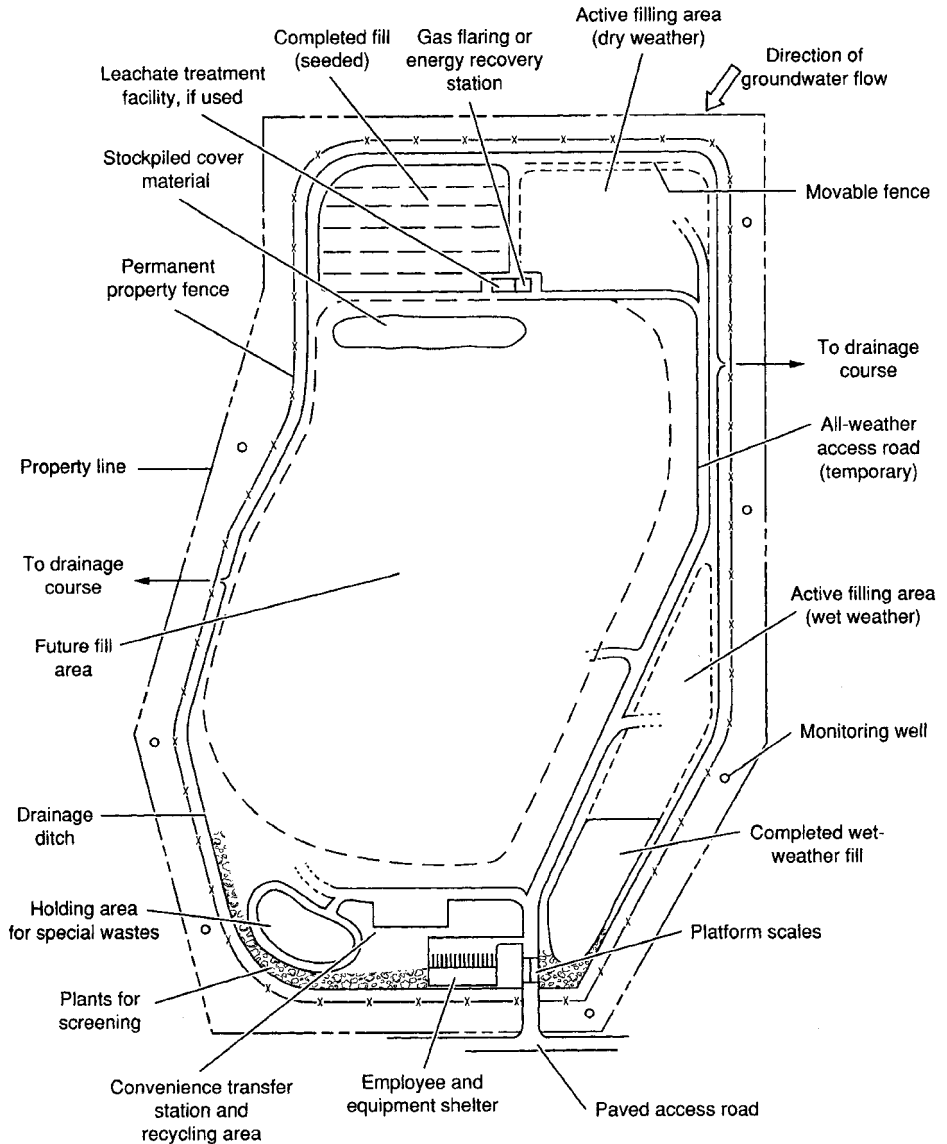 Active filling area
(dry weather)
Completed fill
(seeded)
Gas flaring or
energy recovery
station
Direction of
groundwater flow
Leachate treatment
facility, if used
Stockpiled cover
material
Movable fence
Permanent
property fence
To drainage
course
All-weather
access road
(temporary)
Property line
To drainage
course
Active filling area
(wet weather)
Future fill
area
Monitoring well
Drainage
ditch
Completed wet-
weather fill
Holding area
for special wastes
Platform scales
Plants for
screening
Convenience transfer
station and
recycling area
Employee and
equipment shelter
Paved access road